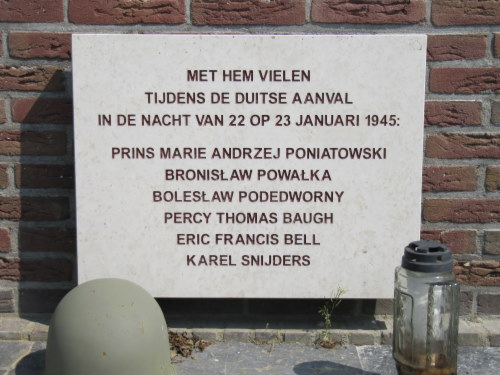 MET HEM VIELEN
TIJDENS DE DUITSE AANVAL
IN DE NACHT VAN 22 OP 23 JANUARI 1945:
PRINS MARIE ANDRZEJ PONIATOWSKI
BRONISŁAW POWAŁKA
BOLESŁAW PODEDWORNY
PERCY THOMAS BAUGH
ERIC FRANCIS BELL
KAREL SNIJDERS